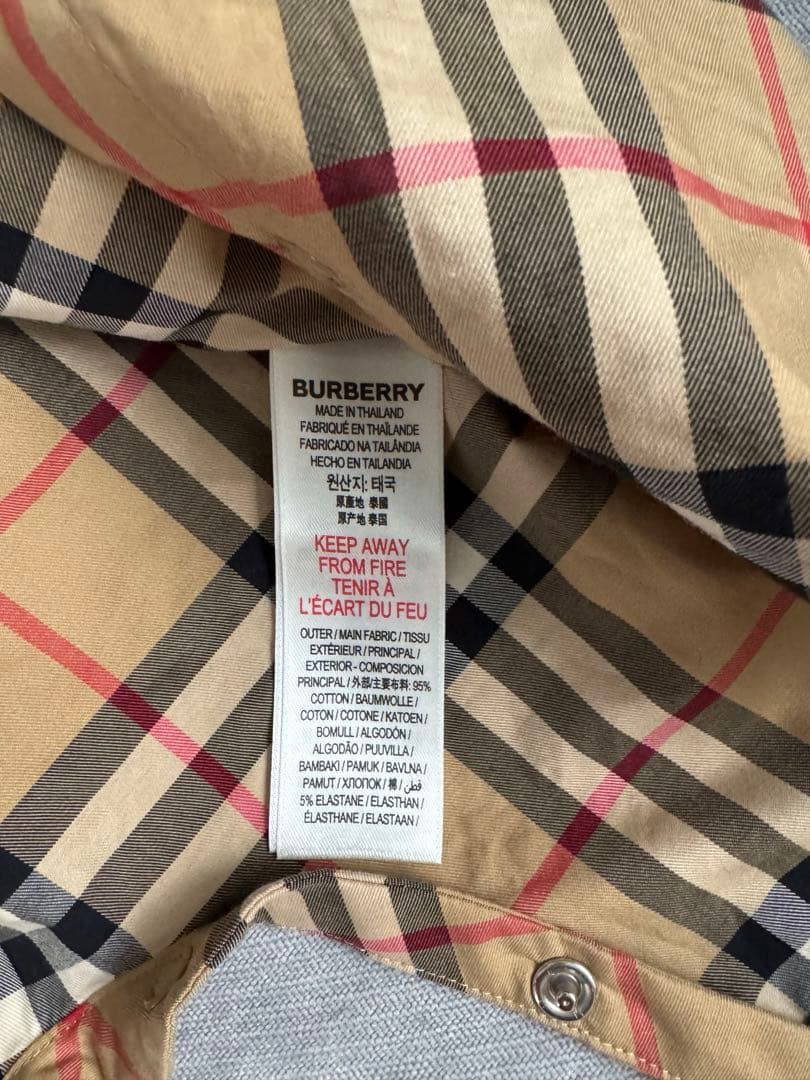 BURBERRY
MADE IN THAILAND
FABRIQUÉ EN THAÏLANDE
FABRICADO NA TAILÂNDIA
HECHO EN TAILANDIA
원산지: 태국
原產地 泰國
原产地 泰国
KEEP AWAY
FROM FIRE
TENIR À
L'ÉCART DU FEU
OUTER / MAIN FABRIC / TISSU
EXTÉRIEUR / PRINCIPAL /
EXTERIOR - COMPOSICION
PRINCIPAL / 外部/主要布料: 95%
COTTON / BAUMWOLLE /
COTON / COTONE / KATOEN /
BOMULL / ALGODÓN /
ALGODÃO / PUUVILLA /
BAMBAKI / PAMUK / BAVLNA /
PAMUT / ХЛОПОК / 棉 / قطن /
5% ELASTANE / ELASTHAN /
ÉLASTHANE / ELASTAAN /